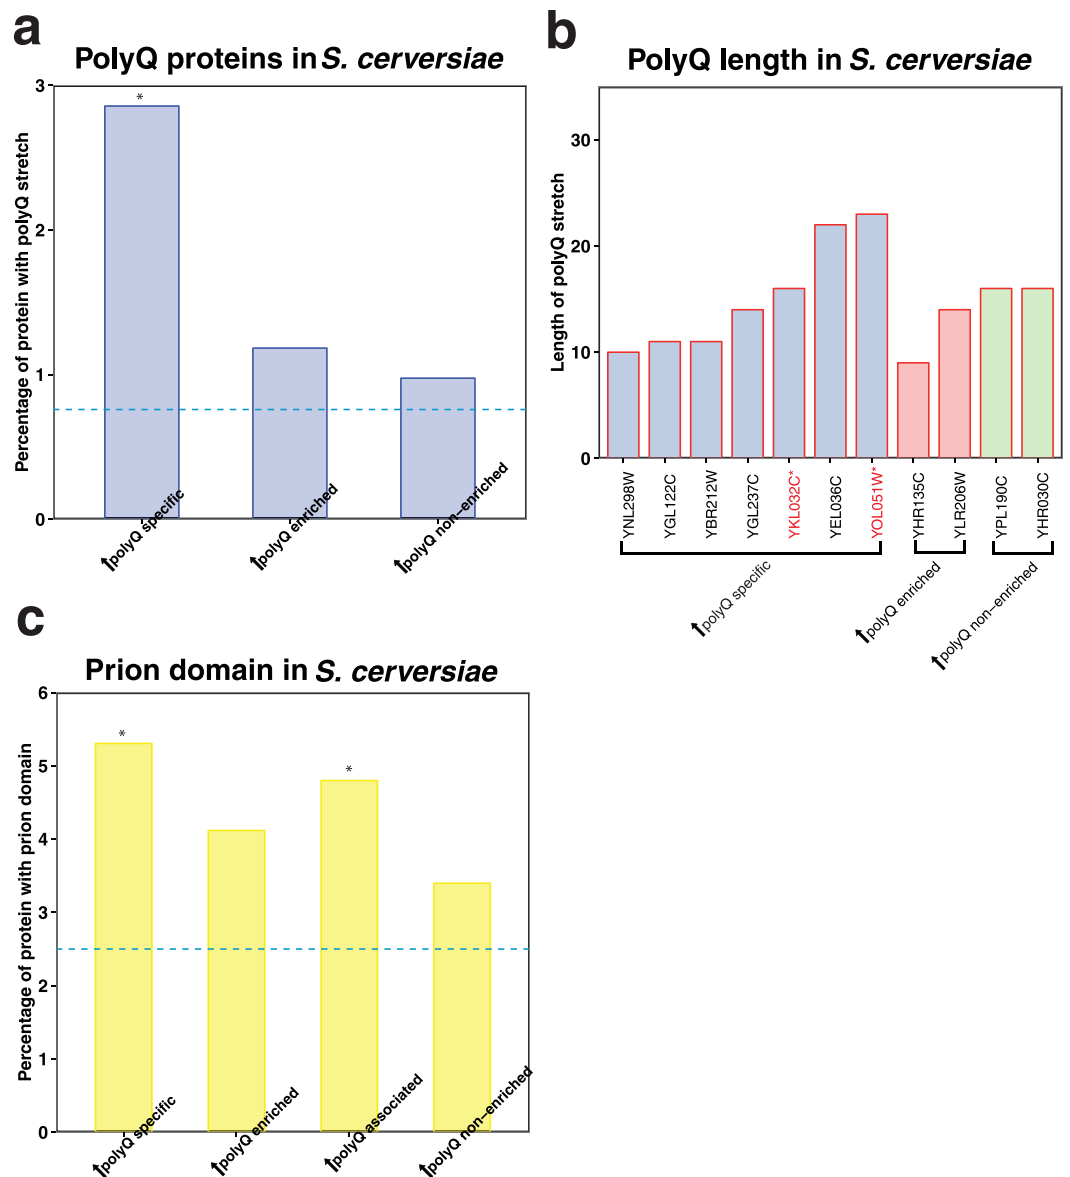 a
PolyQ proteins in S. cerversiae
Percentage of protein with polyQ stretch
3
2
1
0
*
↑polyQ specific
↑polyQ enriched
↑polyQ non–enriched
b
PolyQ length in S. cerversiae
Length of polyQ stretch
30
20
10
0
YNL298W
YGL122C
YBR212W
YGL237C
YKL032C*
YEL036C
YOL051W*
YHR135C
YLR206W
YPL190C
YHR030C
↑polyQ specific
↑polyQ enriched
↑polyQ non–enriched
c
Prion domain in S. cerversiae
Percentage of protein with prion domain
6
5
4
3
2
1
0
*
*
↑polyQ specific
↑polyQ enriched
↑polyQ associated
↑polyQ non–enriched